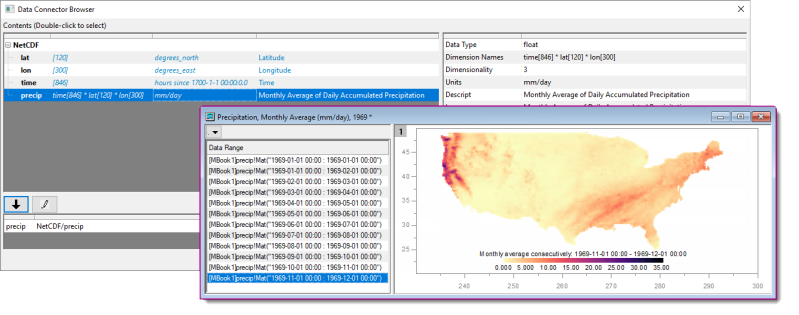 Data Connector Browser
Contents (Double-click to select)
NetCDF
lat [120] degrees_north Latitude
lon [300] degrees_east Longitude
time [846] hours since 1700-1-1 00:00:0.0 Time
precip time[846] * lat[120] * lon[300] mm/day Monthly Average of Daily Accumulated Precipitation
Data Type float
Dimension Names time[846] * lat[120] * lon[300]
Dimensionality 3
Units mm/day
Descript Monthly Average of Daily Accumulated Precipitation
precip NetCDF/precip
Precipitation, Monthly Average (mm/day), 1969 *
Data Range
[MBook1]precip!Mat("1969-01-01 00:00 : 1969-01-01 00:00")
[MBook1]precip!Mat("1969-01-01 00:00 : 1969-02-01 00:00")
[MBook1]precip!Mat("1969-02-01 00:00 : 1969-03-01 00:00")
[MBook1]precip!Mat("1969-03-01 00:00 : 1969-04-01 00:00")
[MBook1]precip!Mat("1969-04-01 00:00 : 1969-05-01 00:00")
[MBook1]precip!Mat("1969-05-01 00:00 : 1969-06-01 00:00")
[MBook1]precip!Mat("1969-06-01 00:00 : 1969-07-01 00:00")
[MBook1]precip!Mat("1969-07-01 00:00 : 1969-08-01 00:00")
[MBook1]precip!Mat("1969-08-01 00:00 : 1969-09-01 00:00")
[MBook1]precip!Mat("1969-09-01 00:00 : 1969-10-01 00:00")
[MBook1]precip!Mat("1969-10-01 00:00 : 1969-11-01 00:00")
[MBook1]precip!Mat("1969-11-01 00:00 : 1969-12-01 00:00")
1
45
40
35
30
25
Monthly average consecutively: 1969-11-01 00:00 - 1969-12-01 00:00
0.000 5.000 10.00 15.00 20.00 25.00 30.00 35.00
240 250 260 270 280 290 300